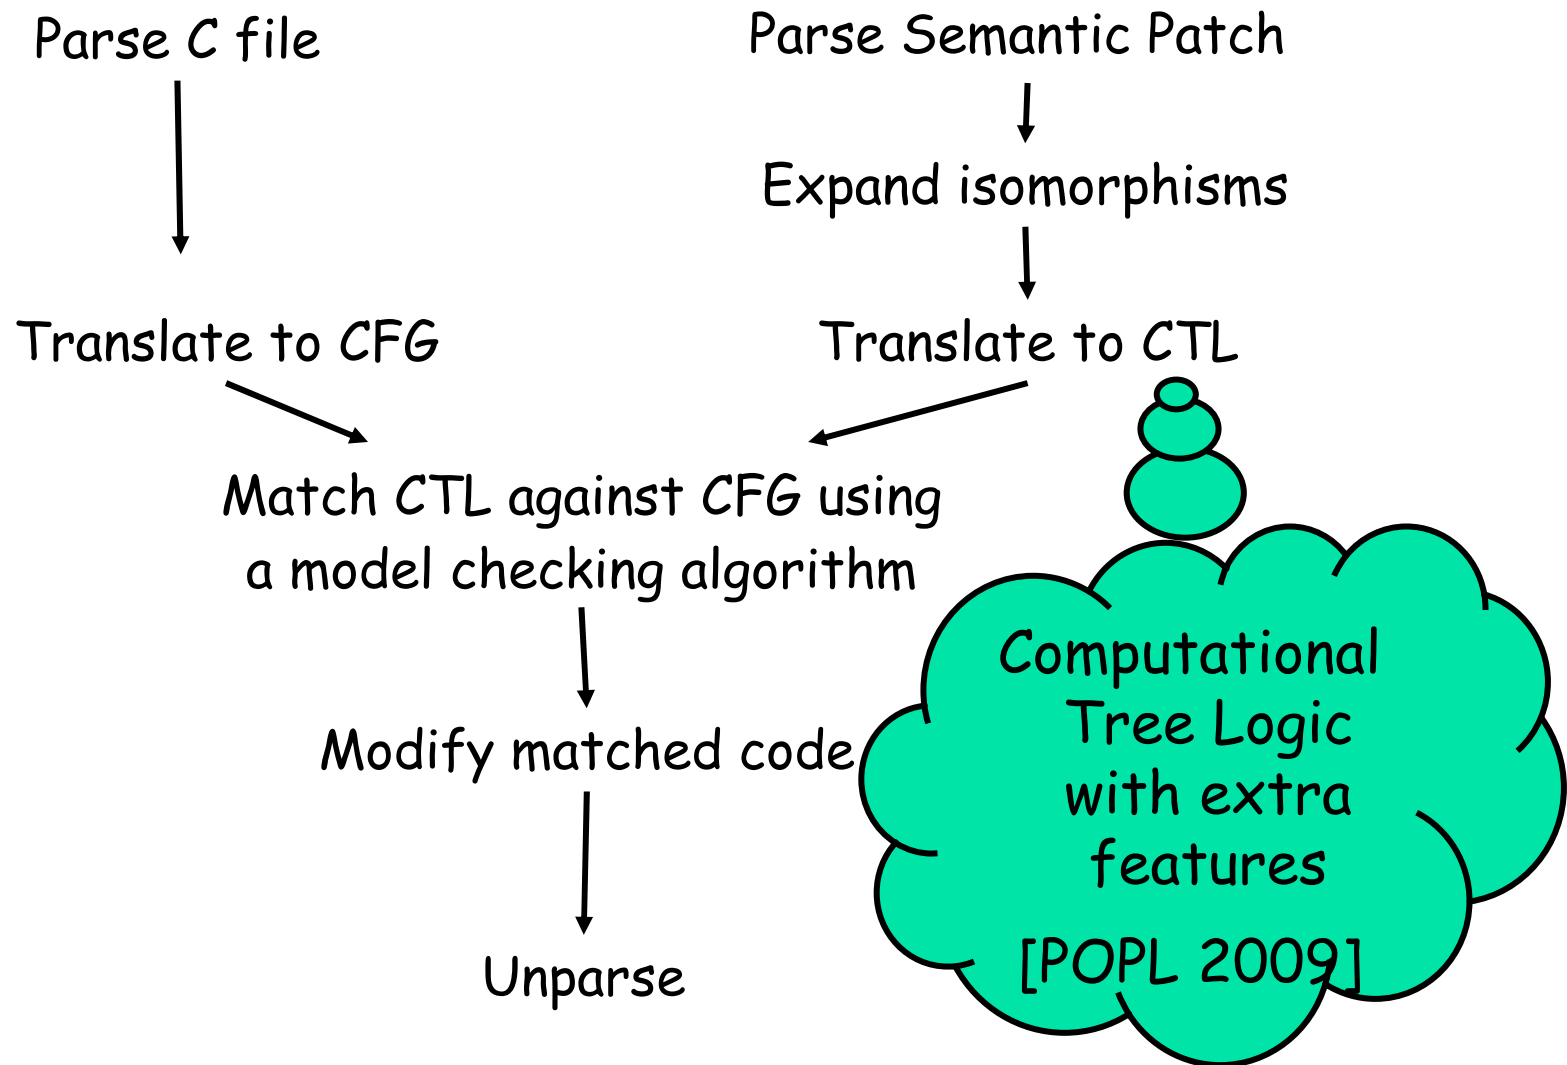 Parse C file
Parse Semantic Patch
Expand isomorphisms
Translate to CFG
Translate to CTL
Match CTL against CFG using
a model checking algorithm
Modify matched code
Unparse
Computational
Tree Logic
with extra
features
[POPL 2009]